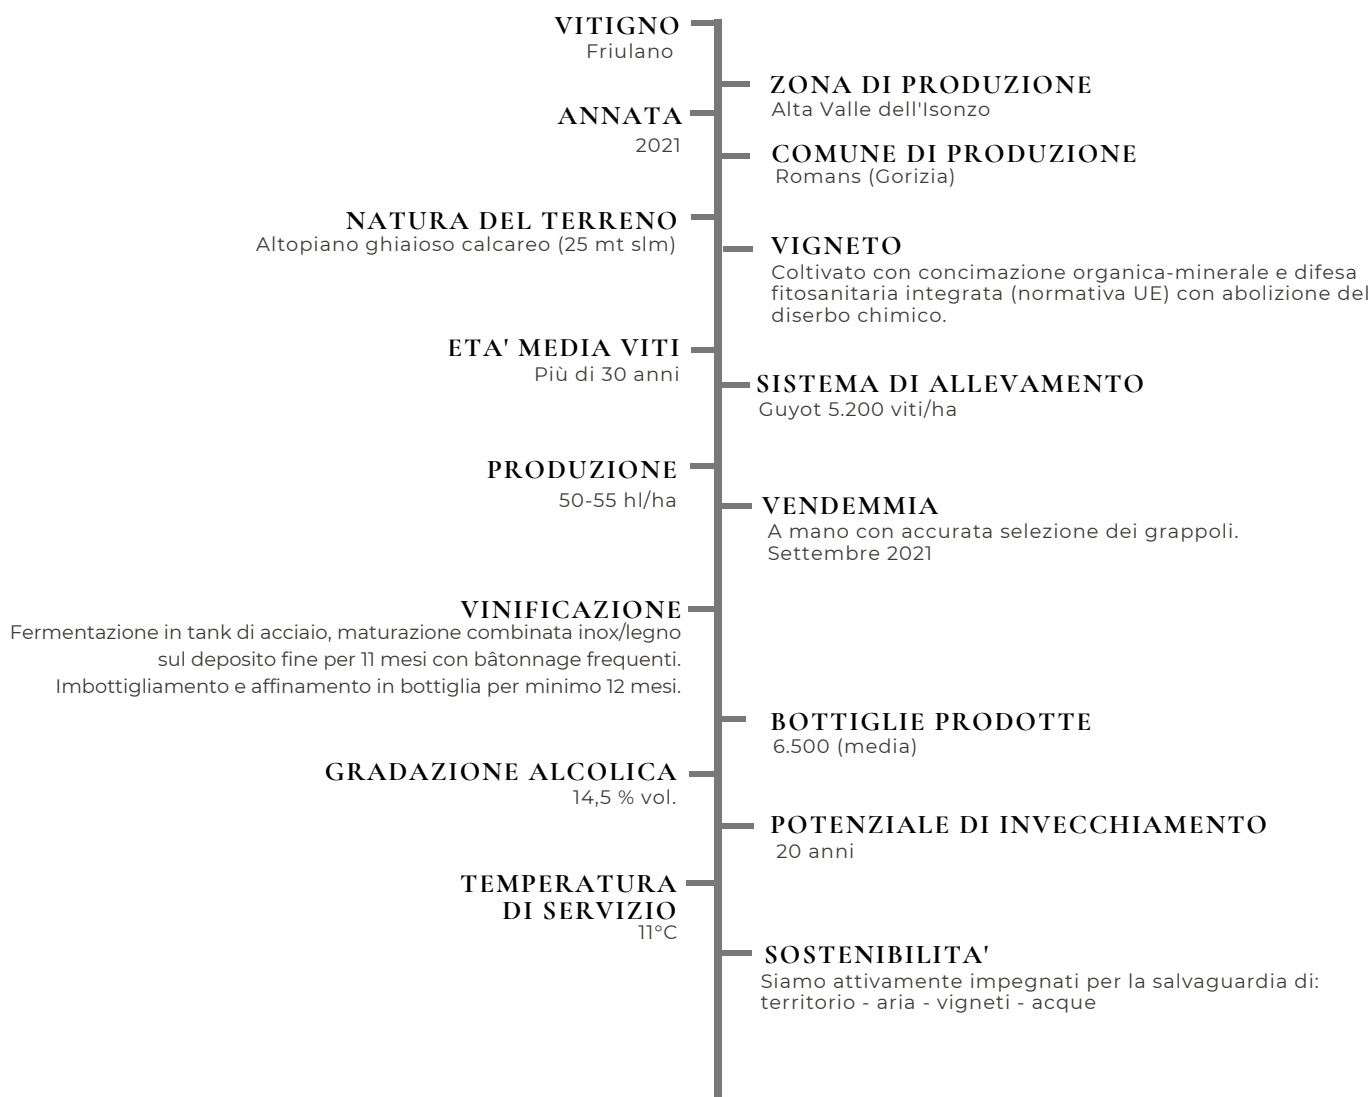 VITIGNO
Friulano
ZONA DI PRODUZIONE
Alta Valle dell'Isonzo
ANNATA
2021
COMUNE DI PRODUZIONE
Romans (Gorizia)
NATURA DEL TERRENO
Altopiano ghiaioso calcareo (25 mt slm)
VIGNETO
Coltivato con concimazione organica-minerale e difesa
fitosanitaria integrata (normativa UE) con abolizione del
diserbo chimico.
ETA' MEDIA VITI
Più di 30 anni
SISTEMA DI ALLEVAMENTO
Guyot 5.200 viti/ha
PRODUZIONE
50-55 hl/ha
VENDEMMIA
A mano con accurata selezione dei grappoli.
Settembre 2021
VINIFICAZIONE
Fermentazione in tank di acciaio, maturazione combinata inox/legno
sul deposito fine per 11 mesi con bâtonnage frequenti.
Imbottigliamento e affinamento in bottiglia per minimo 12 mesi.
BOTTIGLIE PRODOTTE
6.500 (media)
GRADAZIONE ALCOLICA
14,5 % vol.
POTENZIALE DI INVECCHIAMENTO
20 anni
TEMPERATURA
DI SERVIZIO
11°C
SOSTENIBILITA'
Siamo attivamente impegnati per la salvaguardia di:
territorio - aria - vigneti - acque